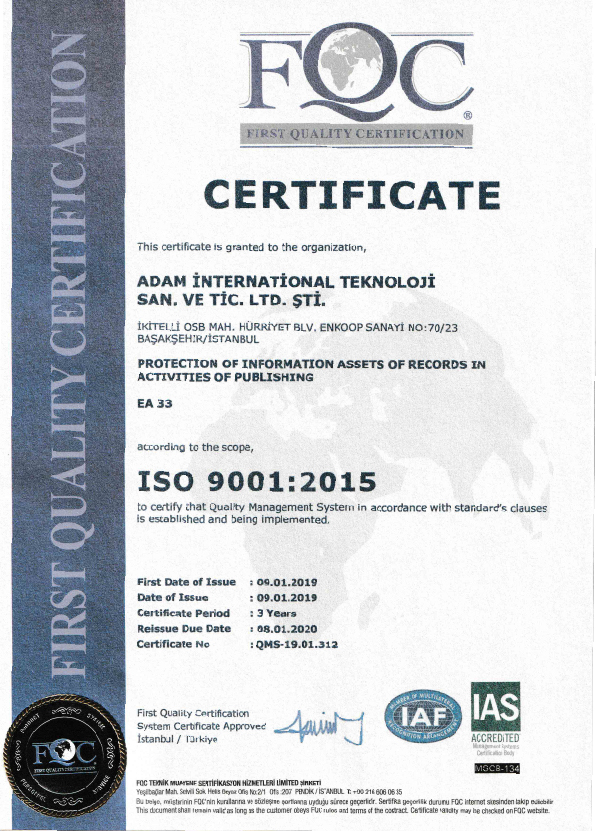 FIRST QUALITY CERTIFICATION
FQC
®
FIRST QUALITY CERTIFICATION
CERTIFICATE
This certificate is granted to the organization,
ADAM İNTERNATİONAL TEKNOLOJİ
SAN. VE TİC. LTD. ŞTİ.
İKİTELLİ OSB MAH. HÜRRİYET BLV. ENKOOP SANAYİ NO:70/23
BAŞAKŞEHİR/İSTANBUL
PROTECTION OF INFORMATION ASSETS OF RECORDS IN
ACTIVITIES OF PUBLISHING
EA 33
according to the scope,
ISO 9001:2015
to certify that Quality Management System in accordance with standard's clauses
is established and being implemented.
First Date of Issue : 09.01.2019
Date of Issue : 09.01.2019
Certificate Period : 3 Years
Reissue Due Date : 08.01.2020
Certificate No : QMS-19.01.312
First Quality Certification
System Certificate Approved
İstanbul / Türkiye
MEMBER OF MULTILATERAL
IAF
RECOGNITION ARRANGEMENT
IAS
ACCREDITED
Management Systems
Certification Body
MSCB-134
PRODUCT SYSTEM
FQC
FIRST QUALITY CERTIFICATION
PERSONNEL SERVICE
FQC TEKNİK MUAYENE SERTİFİKASYON HİZMETLERİ LİMİTED ŞİRKETİ
Yeşilbağlar Mah. Selvili Sok. Helis Beyaz Ofis No:2/1 Ofis :207 PENDİK / İSTANBUL T: +90 216 606 06 15
Bu belge, müşterinin FQC'nin kurallarına ve sözleşme şartlarına uyduğu sürece geçerlidir. Sertifika geçerlilik durumu FQC internet sitesinden takip edilebilir
This document shall remain valid as long as the customer obeys FQC rules and terms of the contract. Certificate validity may be checked on FQC website.